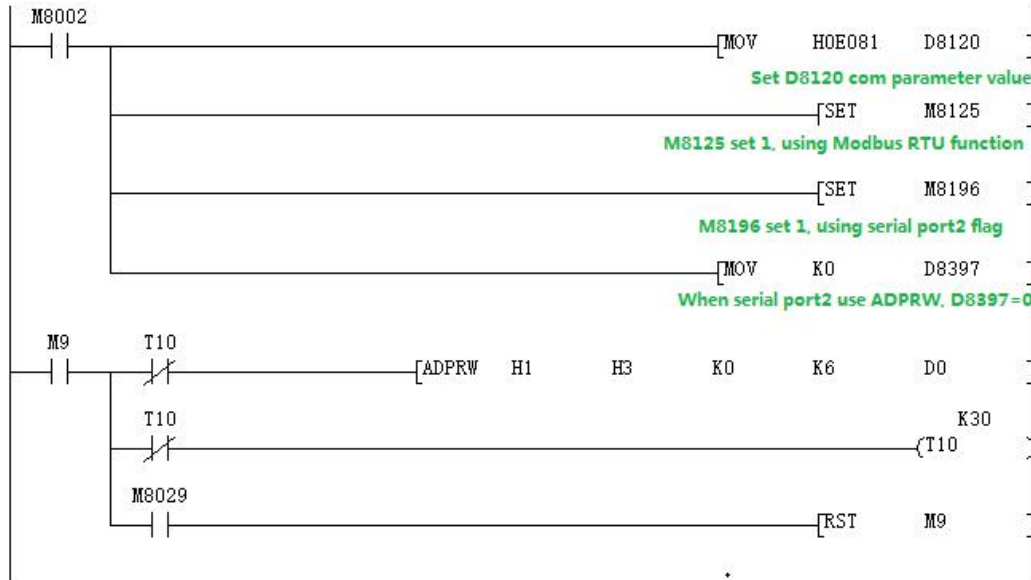 M8002
[MOV H0E081 D8120 ]
Set D8120 com parameter value
[SET M8125 ]
M8125 set 1, using Modbus RTU function
[SET M8196 ]
M8196 set 1, using serial port2 flag
[MOV K0 D8397 ]
When serial port2 use ADPRW, D8397=0
M9 T10
[ADPRW H1 H3 K0 K6 D0 ]
T10 K30
(T10 )
M8029
[RST M9 ]